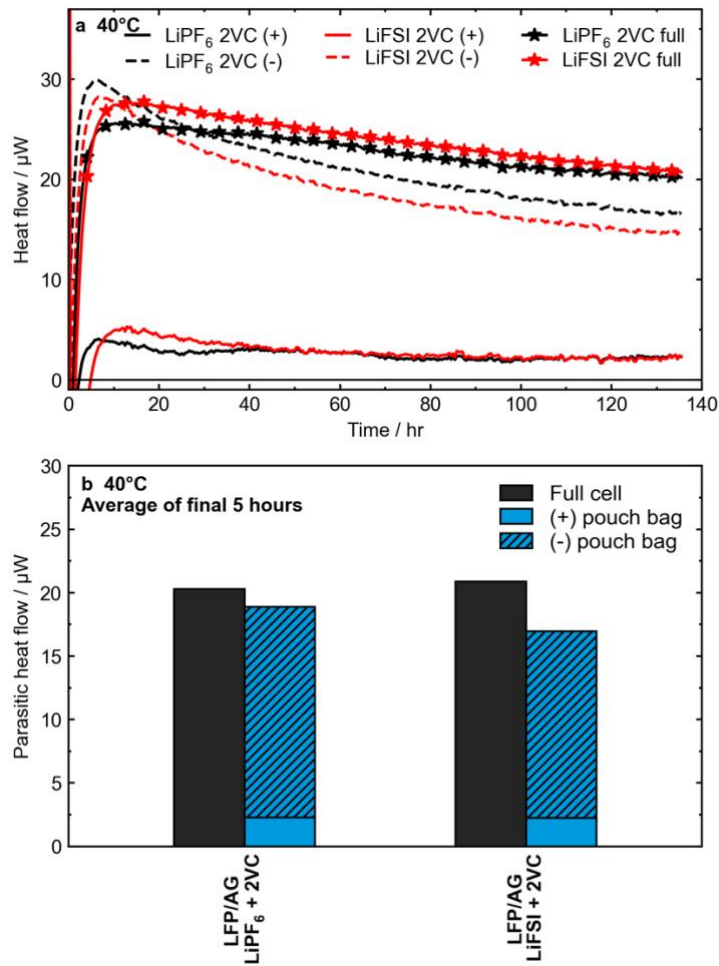 a 40°C
LiPF₆ 2VC (+)
LiPF₆ 2VC (-)
LiFSI 2VC (+)
LiFSI 2VC (-)
LiPF₆ 2VC full
LiFSI 2VC full
Heat flow / µW
30
20
10
0
0 20 40 60 80 100 120 140
Time / hr
b 40°C
Average of final 5 hours
Full cell
(+) pouch bag
(-) pouch bag
Parasitic heat flow / µW
30
25
20
15
10
5
0
LFP/AG
LiPF₆ + 2VC
LFP/AG
LiFSI + 2VC